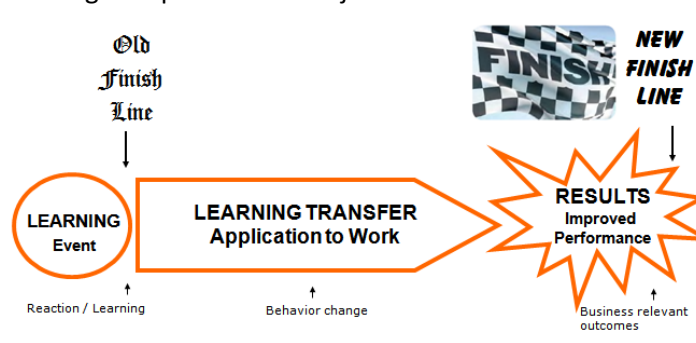 Old
Finish
Line
FINISH
NEW
FINISH
LINE
LEARNING
Event
LEARNING TRANSFER
Application to Work
RESULTS
Improved
Performance
Reaction / Learning
Behavior change
Business relevant
outcomes